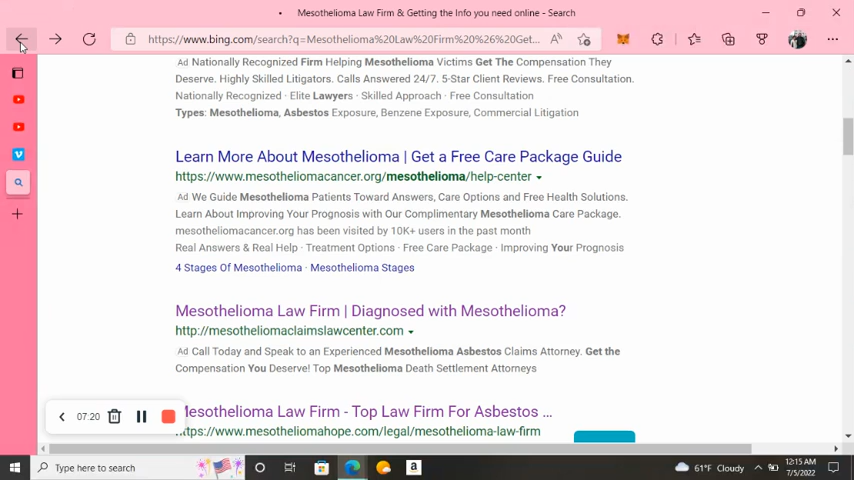 Mesothelioma Law Firm & Getting the Info you need online - Search
https://www.bing.com/search?q=Mesothelioma%20Law%20Firm%20%26%20Get...
Ad Nationally Recognized Firm Helping Mesothelioma Victims Get The Compensation They
Deserve. Highly Skilled Litigators. Calls Answered 24/7. 5-Star Client Reviews. Free Consultation.
Nationally Recognized · Elite Lawyers · Skilled Approach · Free Consultation
Types: Mesothelioma, Asbestos Exposure, Benzene Exposure, Commercial Litigation
Learn More About Mesothelioma | Get a Free Care Package Guide
https://www.mesotheliomacancer.org/mesothelioma/help-center
Ad We Guide Mesothelioma Patients Toward Answers, Care Options and Free Health Solutions.
Learn About Improving Your Prognosis with Our Complimentary Mesothelioma Care Package.
mesotheliomacancer.org has been visited by 10K+ users in the past month
Real Answers & Real Help · Treatment Options · Free Care Package · Improving Your Prognosis
4 Stages Of Mesothelioma · Mesothelioma Stages
Mesothelioma Law Firm | Diagnosed with Mesothelioma?
http://mesotheliomaclaimslawcenter.com
Ad Call Today and Speak to an Experienced Mesothelioma Asbestos Claims Attorney. Get the
Compensation You Deserve! Top Mesothelioma Death Settlement Attorneys
Mesothelioma Law Firm - Top Law Firm For Asbestos ...
https://www.mesotheliomahope.com/legal/mesothelioma-law-firm
07:20
Type here to search
61°F Cloudy
12:15 AM
7/5/2022